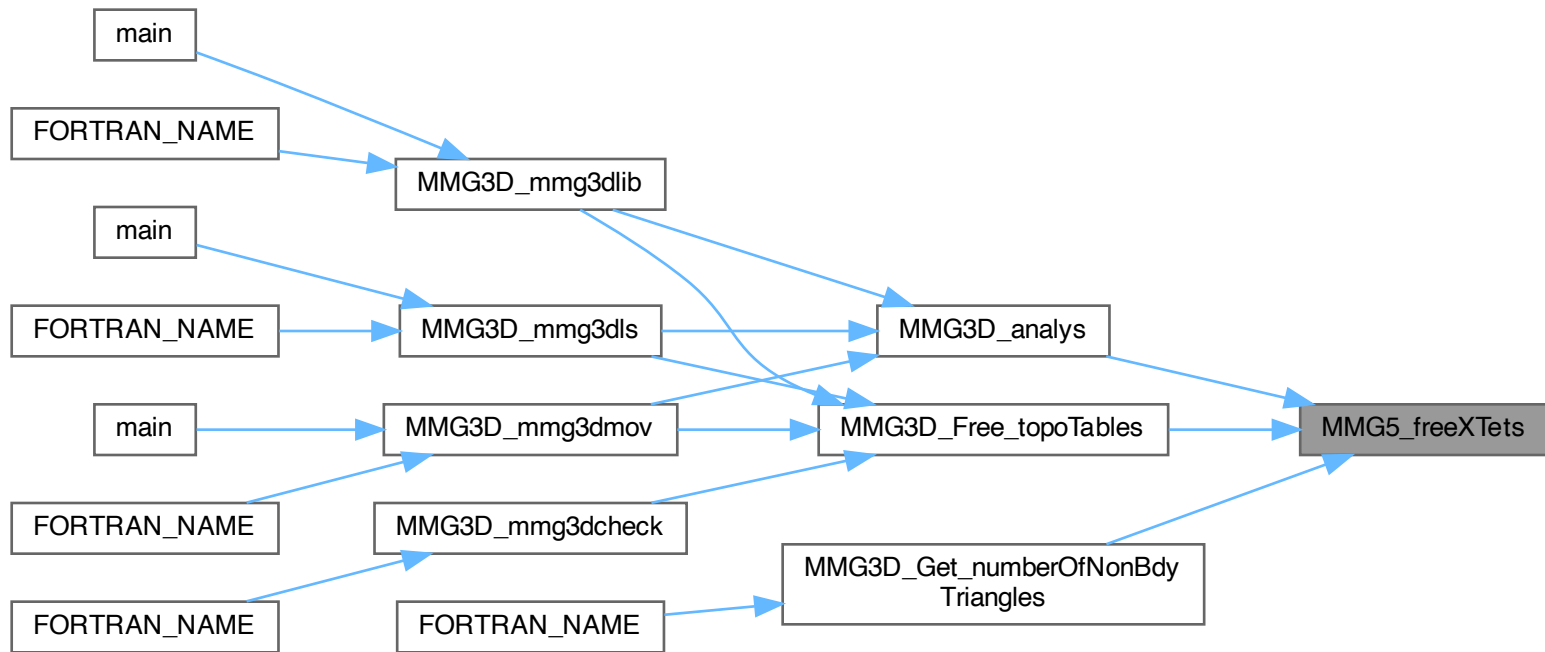 main
FORTRAN_NAME
MMG3D_mmg3dlib
main
FORTRAN_NAME
MMG3D_mmg3dls
MMG3D_analys
main
MMG3D_mmg3dmov
MMG3D_Free_topoTables
MMG5_freeXTets
FORTRAN_NAME
MMG3D_mmg3dcheck
MMG3D_Get_numberOfNonBdy
Triangles
FORTRAN_NAME
FORTRAN_NAME